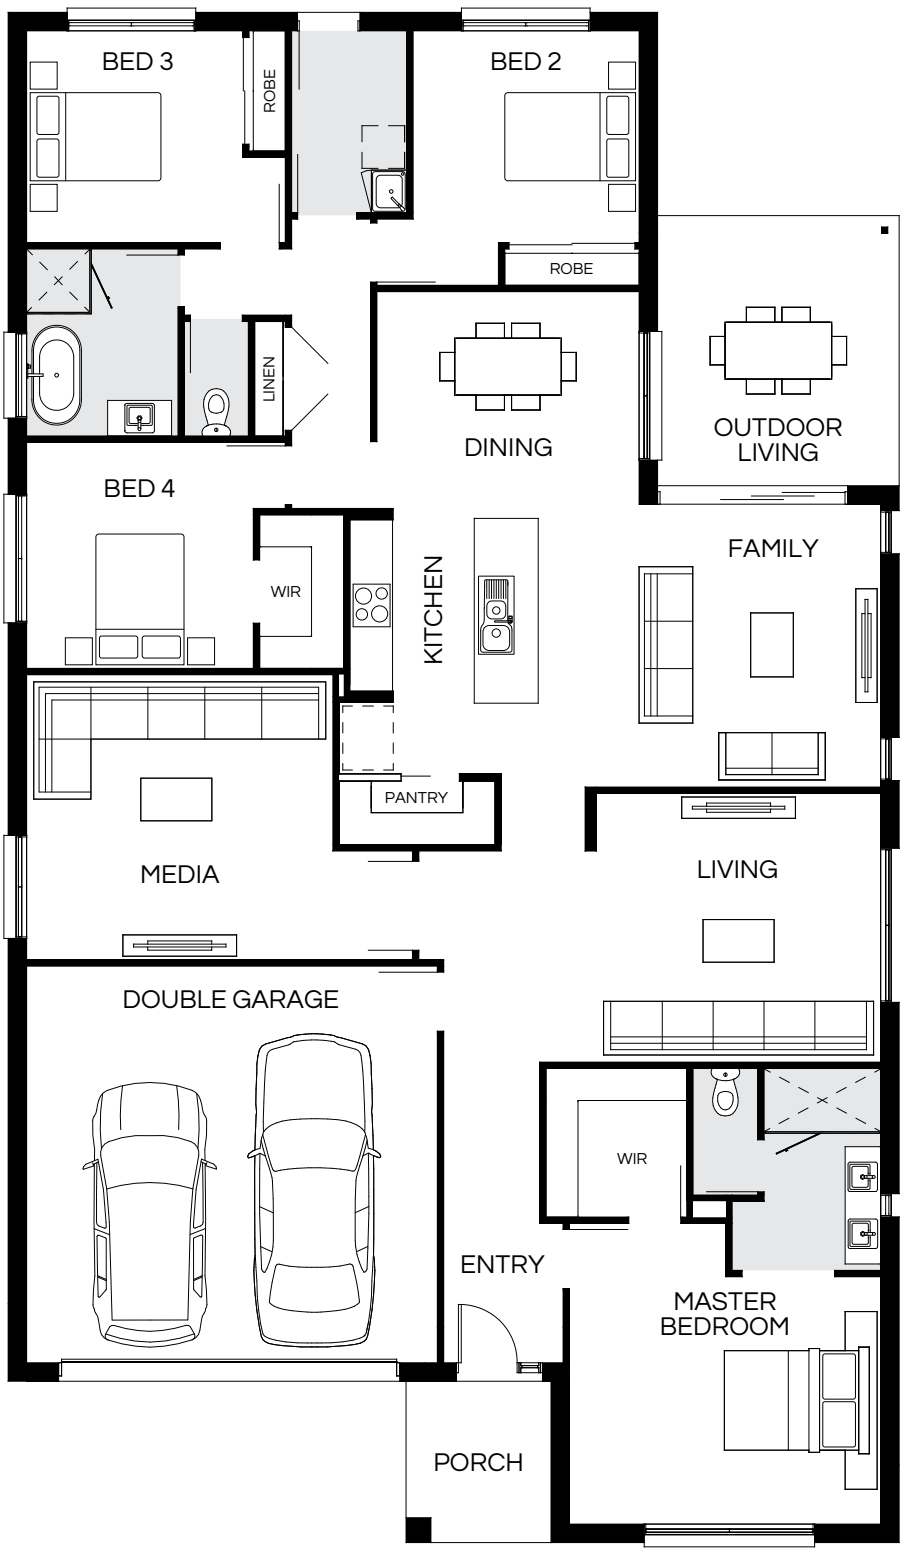 BED 3
BED 2
ROBE
ROBE
LINEN
DINING
OUTDOOR
LIVING
BED 4
FAMILY
KITCHEN
WIR
PANTRY
MEDIA
LIVING
DOUBLE GARAGE
WIR
ENTRY
MASTER
BEDROOM
PORCH